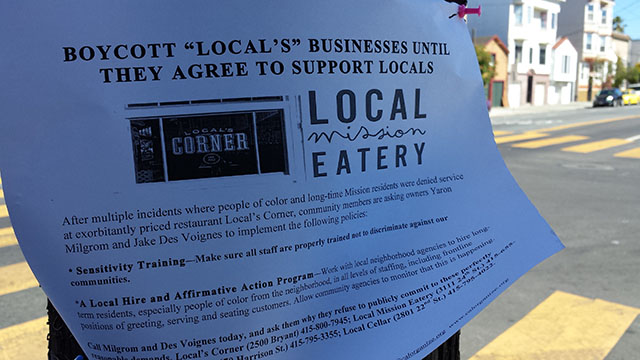 BOYCOTT “LOCAL’S” BUSINESSES UNTIL
THEY AGREE TO SUPPORT LOCALS
LOCAL'S
CORNER
LOCAL
mission
EATERY
After multiple incidents where people of color and long-time Mission residents were denied service
at exorbitantly priced restaurant Local’s Corner, community members are asking owners Yaron
Milgrom and Jake Des Voignes to implement the following policies:
* Sensitivity Training—Make sure all staff are properly trained not to discriminate against our
communities.
*A Local Hire and Affirmative Action Program—Work with local neighborhood agencies to hire long-
term residents, especially people of color from the neighborhood, in all levels of staffing, including frontline
positions of greeting, serving and seating customers. Allow community agencies to monitor that this is happening.
Call Milgrom and Des Voignes today, and ask them why they refuse to publicly commit to these perfectly
reasonable demands. Local’s Corner (2500 Bryant) 415-800-7945; Local Mission Eatery (3111 24th St.) 415-
Harrison St.) 415-795-3355; Local Cellar (2801 22nd St.)